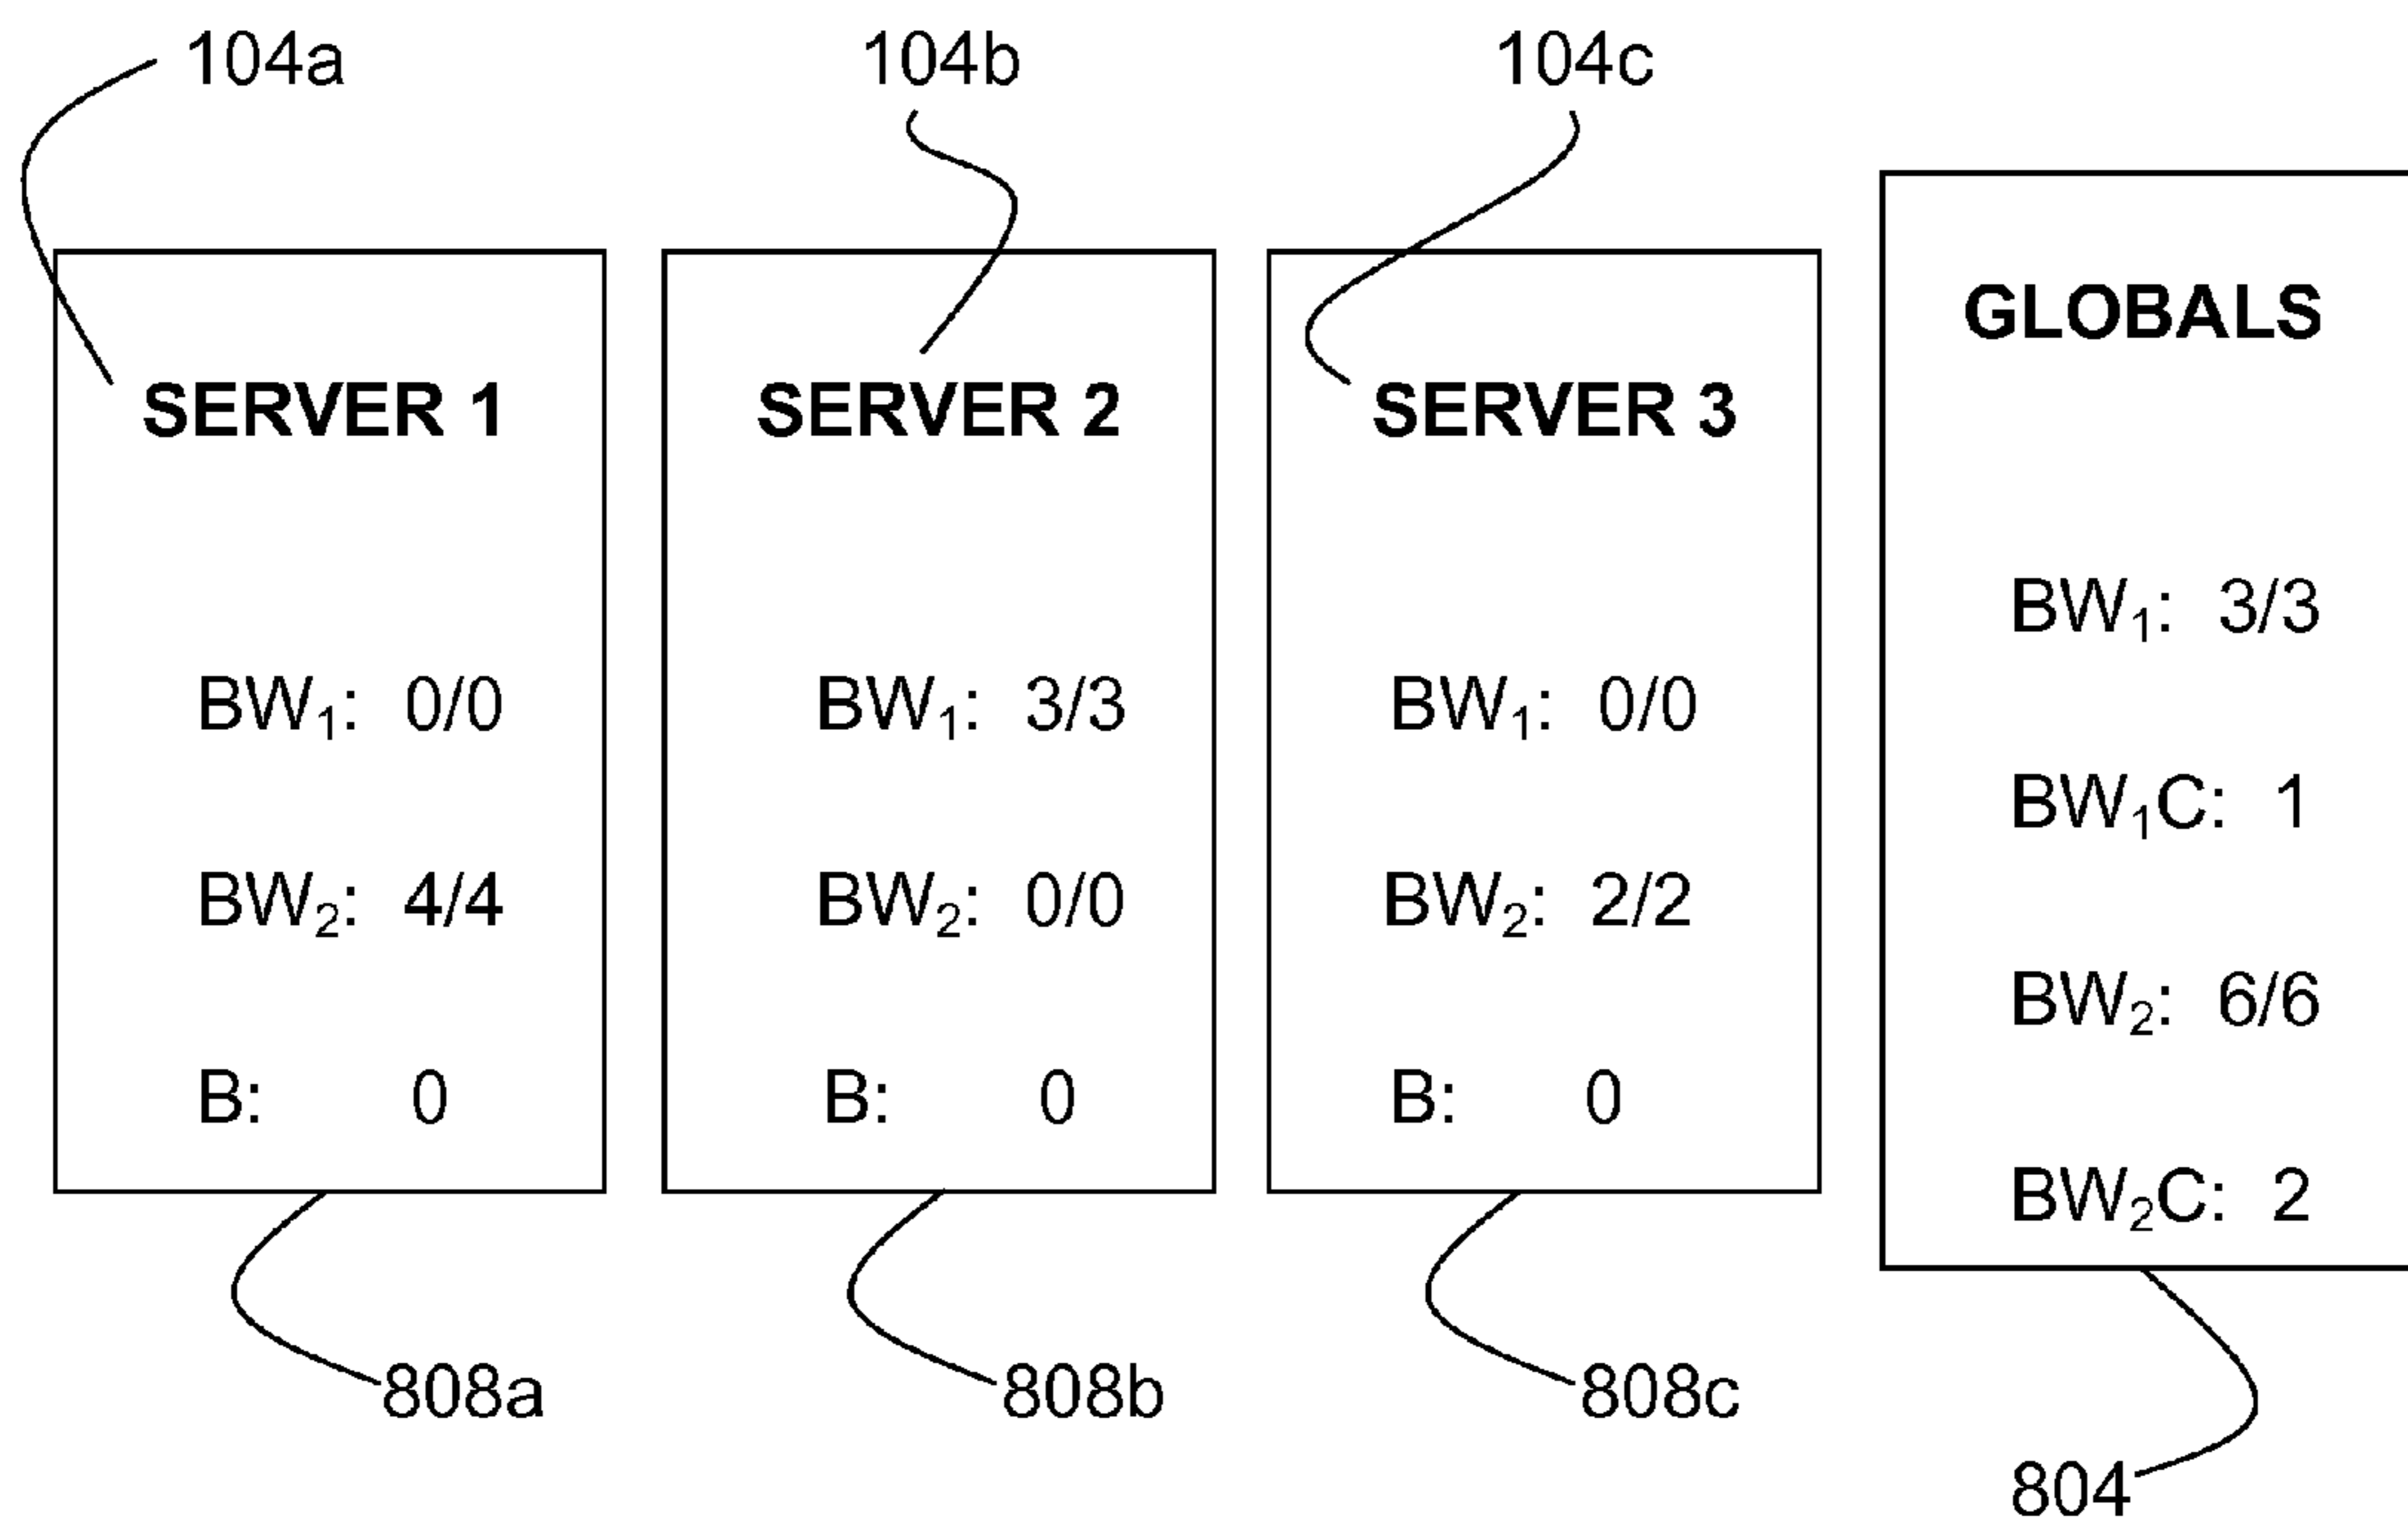 104a
104b
104c
SERVER 1
BW₁: 0/0
BW₂: 4/4
B: 0
SERVER 2
BW₁: 3/3
BW₂: 0/0
B: 0
SERVER 3
BW₁: 0/0
BW₂: 2/2
B: 0
GLOBALS
BW₁: 3/3
BW₁C: 1
BW₂: 6/6
BW₂C: 2
808a
808b
808c
804